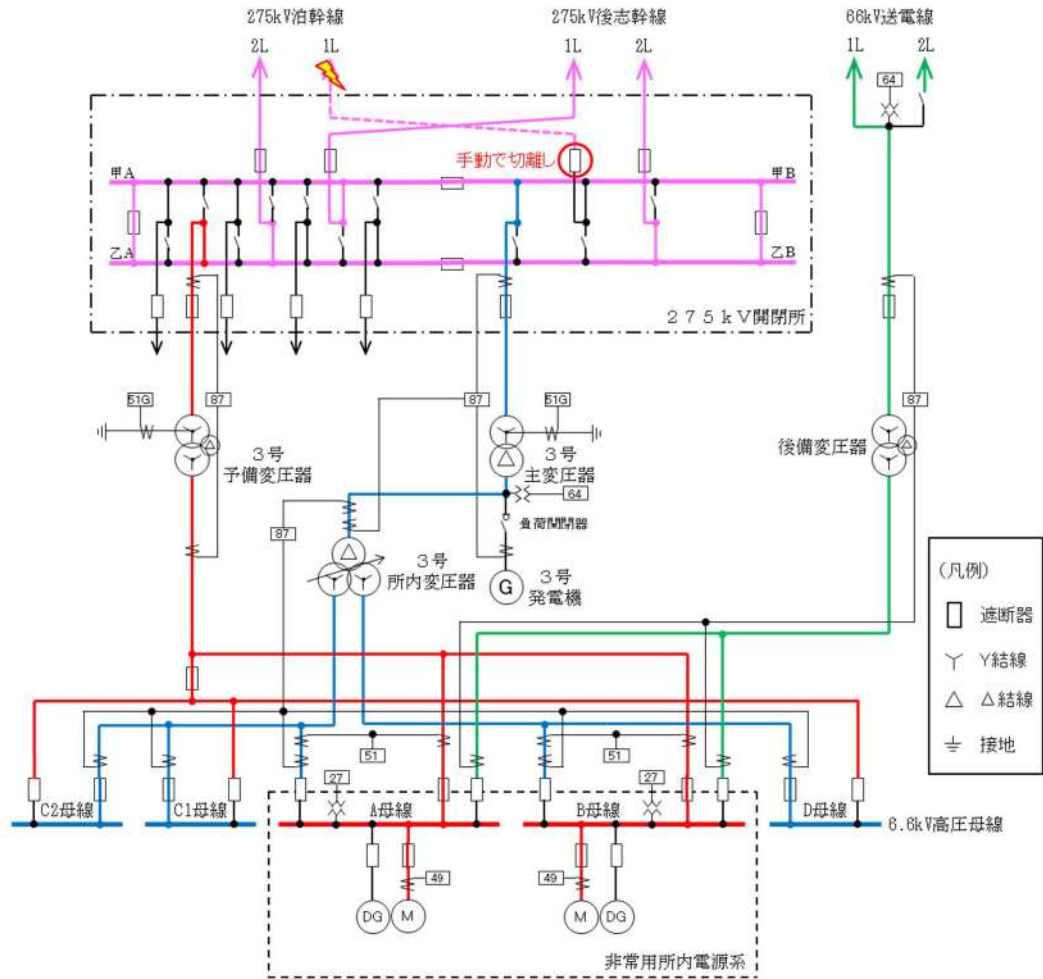 275kV泊幹線 275kV後志幹線 66kV送電線
2L 1L 1L 2L 1L 2L
64
手動で切離し
甲A 甲B
乙A 乙B
275kV開閉所
51G 87 87 51G 87
3号
予備変圧器
3号
主変圧器
後備変圧器
64
87
負荷開閉器
3号
所内変圧器
G
3号
発電機
(凡例)
遮断器
Y結線
△結線
接地
51 51
27 27
C2母線 C1母線 A母線 B母線 D母線
6.6kV高圧母線
49 49
DG M M DG
非常用所内電源系